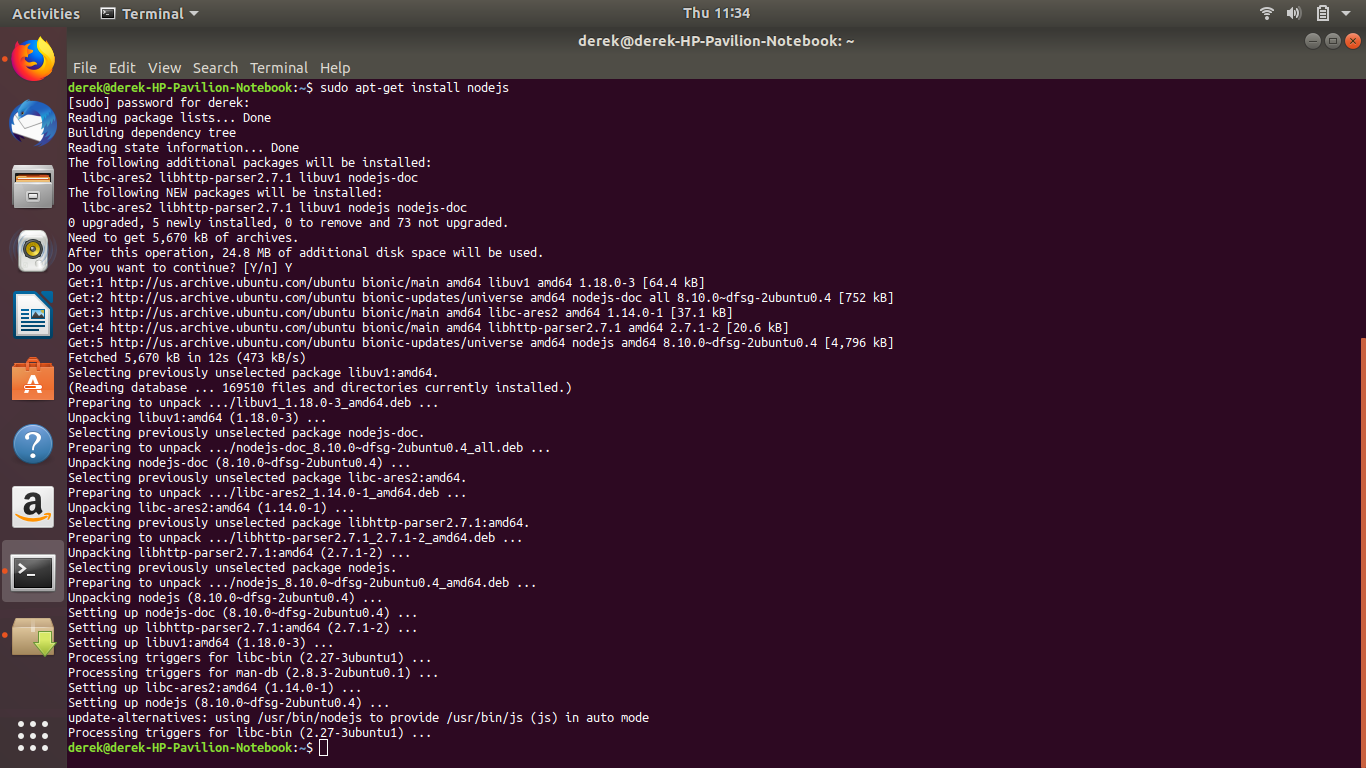 Activities Terminal Thu 11:34
derek@derek-HP-Pavilion-Notebook: ~
File Edit View Search Terminal Help
derek@derek-HP-Pavilion-Notebook:~$ sudo apt-get install nodejs
[sudo] password for derek:
Reading package lists... Done
Building dependency tree
Reading state information... Done
The following additional packages will be installed:
  libc-ares2 libhttp-parser2.7.1 libuv1 nodejs-doc
The following NEW packages will be installed:
  libc-ares2 libhttp-parser2.7.1 libuv1 nodejs nodejs-doc
0 upgraded, 5 newly installed, 0 to remove and 73 not upgraded.
Need to get 5,670 kB of archives.
After this operation, 24.8 MB of additional disk space will be used.
Do you want to continue? [Y/n] Y
Get:1 http://us.archive.ubuntu.com/ubuntu bionic/main amd64 libuv1 amd64 1.18.0-3 [64.4 kB]
Get:2 http://us.archive.ubuntu.com/ubuntu bionic-updates/universe amd64 nodejs-doc all 8.10.0~dfsg-2ubuntu0.4 [752 kB]
Get:3 http://us.archive.ubuntu.com/ubuntu bionic/main amd64 libc-ares2 amd64 1.14.0-1 [37.1 kB]
Get:4 http://us.archive.ubuntu.com/ubuntu bionic/main amd64 libhttp-parser2.7.1 amd64 2.7.1-2 [20.6 kB]
Get:5 http://us.archive.ubuntu.com/ubuntu bionic-updates/universe amd64 nodejs amd64 8.10.0~dfsg-2ubuntu0.4 [4,796 kB]
Fetched 5,670 kB in 12s (473 kB/s)
Selecting previously unselected package libuv1:amd64.
(Reading database ... 169510 files and directories currently installed.)
Preparing to unpack .../libuv1_1.18.0-3_amd64.deb ...
Unpacking libuv1:amd64 (1.18.0-3) ...
Selecting previously unselected package nodejs-doc.
Preparing to unpack .../nodejs-doc_8.10.0~dfsg-2ubuntu0.4_all.deb ...
Unpacking nodejs-doc (8.10.0~dfsg-2ubuntu0.4) ...
Selecting previously unselected package libc-ares2:amd64.
Preparing to unpack .../libc-ares2_1.14.0-1_amd64.deb ...
Unpacking libc-ares2:amd64 (1.14.0-1) ...
Selecting previously unselected package libhttp-parser2.7.1:amd64.
Preparing to unpack .../libhttp-parser2.7.1_2.7.1-2_amd64.deb ...
Unpacking libhttp-parser2.7.1:amd64 (2.7.1-2) ...
Selecting previously unselected package nodejs.
Preparing to unpack .../nodejs_8.10.0~dfsg-2ubuntu0.4_amd64.deb ...
Unpacking nodejs (8.10.0~dfsg-2ubuntu0.4) ...
Setting up nodejs-doc (8.10.0~dfsg-2ubuntu0.4) ...
Setting up libhttp-parser2.7.1:amd64 (2.7.1-2) ...
Setting up libuv1:amd64 (1.18.0-3) ...
Processing triggers for libc-bin (2.27-3ubuntu1) ...
Processing triggers for man-db (2.8.3-2ubuntu0.1) ...
Setting up libc-ares2:amd64 (1.14.0-1) ...
Setting up nodejs (8.10.0~dfsg-2ubuntu0.4) ...
update-alternatives: using /usr/bin/nodejs to provide /usr/bin/js (js) in auto mode
Processing triggers for libc-bin (2.27-3ubuntu1) ...
derek@derek-HP-Pavilion-Notebook:~$